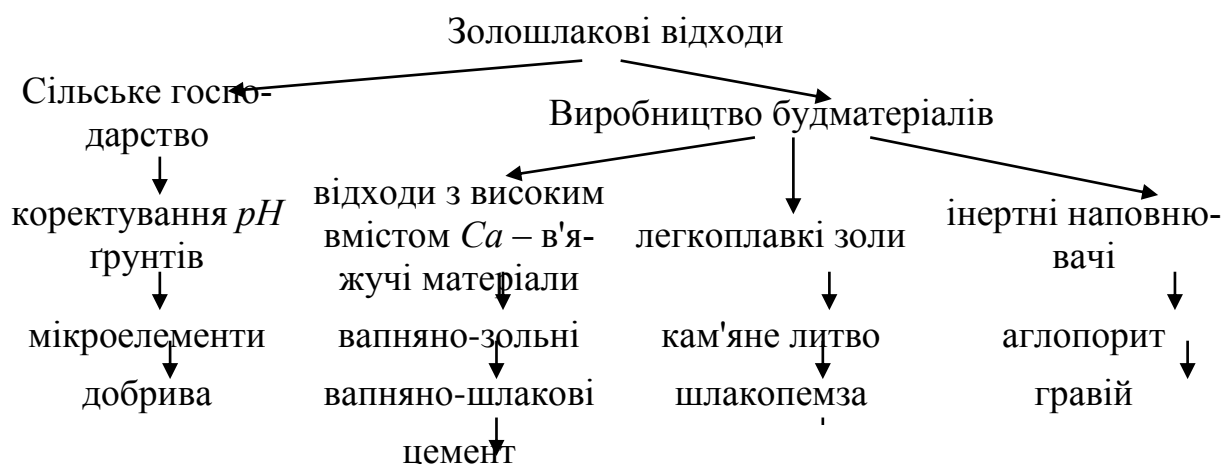 Золошлакові відходи
Сільське госпо-
дарство
Виробництво будматеріалів
коректування pH
ґрунтів
відходи з високим
вмістом Ca – в'я-
жучі матеріали
легкоплавкі золи
інертні наповню-
вачі
мікроелементи
вапняно-зольні
кам'яне литво
аглопорит
добрива
вапняно-шлакові
шлакопемза
гравій
цемент